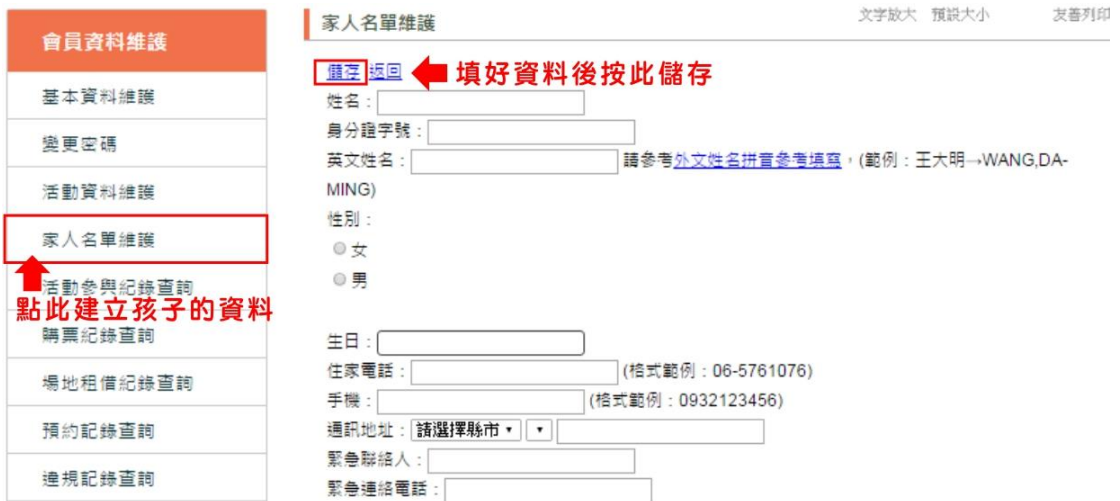 文字放大 預設大小 友善列印
會員資料維護
基本資料維護
變更密碼
活動資料維護
家人名單維護
活動參與紀錄查詢
點此建立孩子的資料
購票紀錄查詢
場地租借紀錄查詢
預約記錄查詢
違規記錄查詢
家人名單維護
儲存 返回 填好資料後按此儲存
姓名：
身分證字號：
英文姓名： 請參考外文姓名拼音參考填寫，(範例：王大明→WANG,DA-
MING)
性別：
女
男
生日：
住家電話： (格式範例：06-5761076)
手機： (格式範例：0932123456)
通訊地址： 請選擇縣市
緊急聯絡人：
緊急連絡電話：